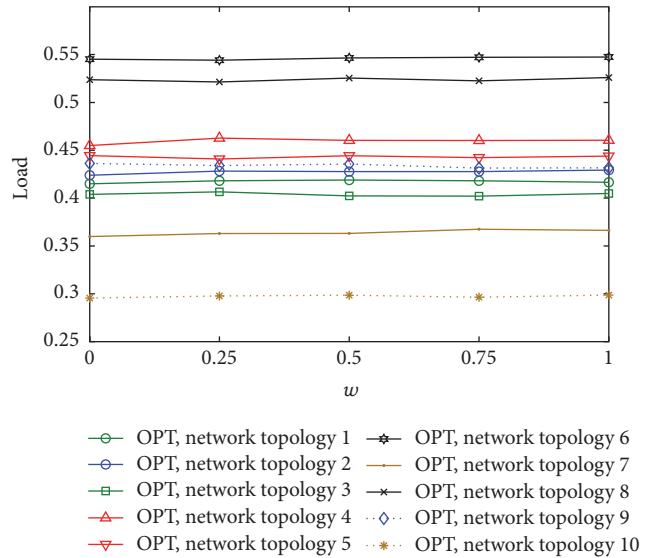 0.55
0.5
0.45
0.4
0.35
0.3
0.25
Load
0 0.25 0.5 0.75 1
w
OPT, network topology 1
OPT, network topology 2
OPT, network topology 3
OPT, network topology 4
OPT, network topology 5
OPT, network topology 6
OPT, network topology 7
OPT, network topology 8
OPT, network topology 9
OPT, network topology 10